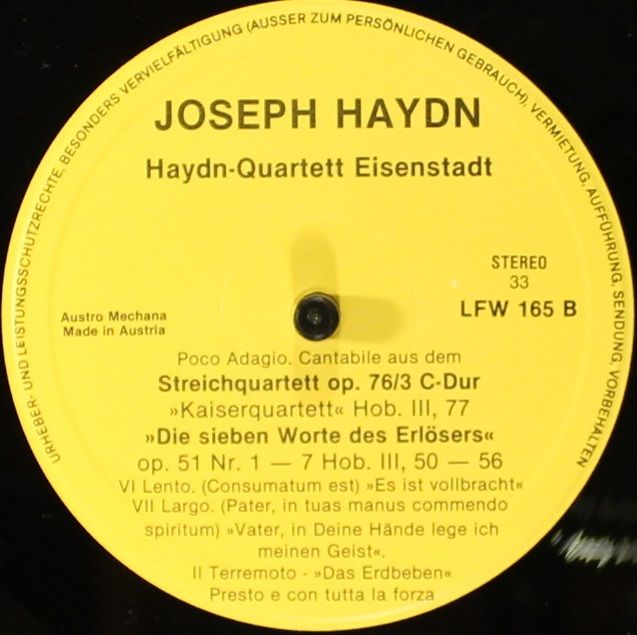 URHEBER- UND LEISTUNGSSCHUTZRECHTE, BESONDERS VERVIELFÄLTIGUNG (AUSSER ZUM PERSÖNLICHEN GEBRAUCH), VERMIETUNG, AUFFÜHRUNG, SENDUNG, VORBEHALTEN
JOSEPH HAYDN
Haydn-Quartett Eisenstadt
STEREO
33
LFW 165 B
Austro Mechana
Made in Austria
Poco Adagio. Cantabile aus dem
Streichquartett op. 76/3 C-Dur
»Kaiserquartett« Hob. III, 77
»Die sieben Worte des Erlösers«
op. 51 Nr. 1 — 7 Hob. III, 50 — 56
VI Lento. (Consumatum est) »Es ist vollbracht«
VII Largo. (Pater, in tuas manus commendo
spiritum) »Vater, in Deine Hände lege ich
meinen Geist«.
II Terremoto - »Das Erdbeben«
Presto e con tutta la forza